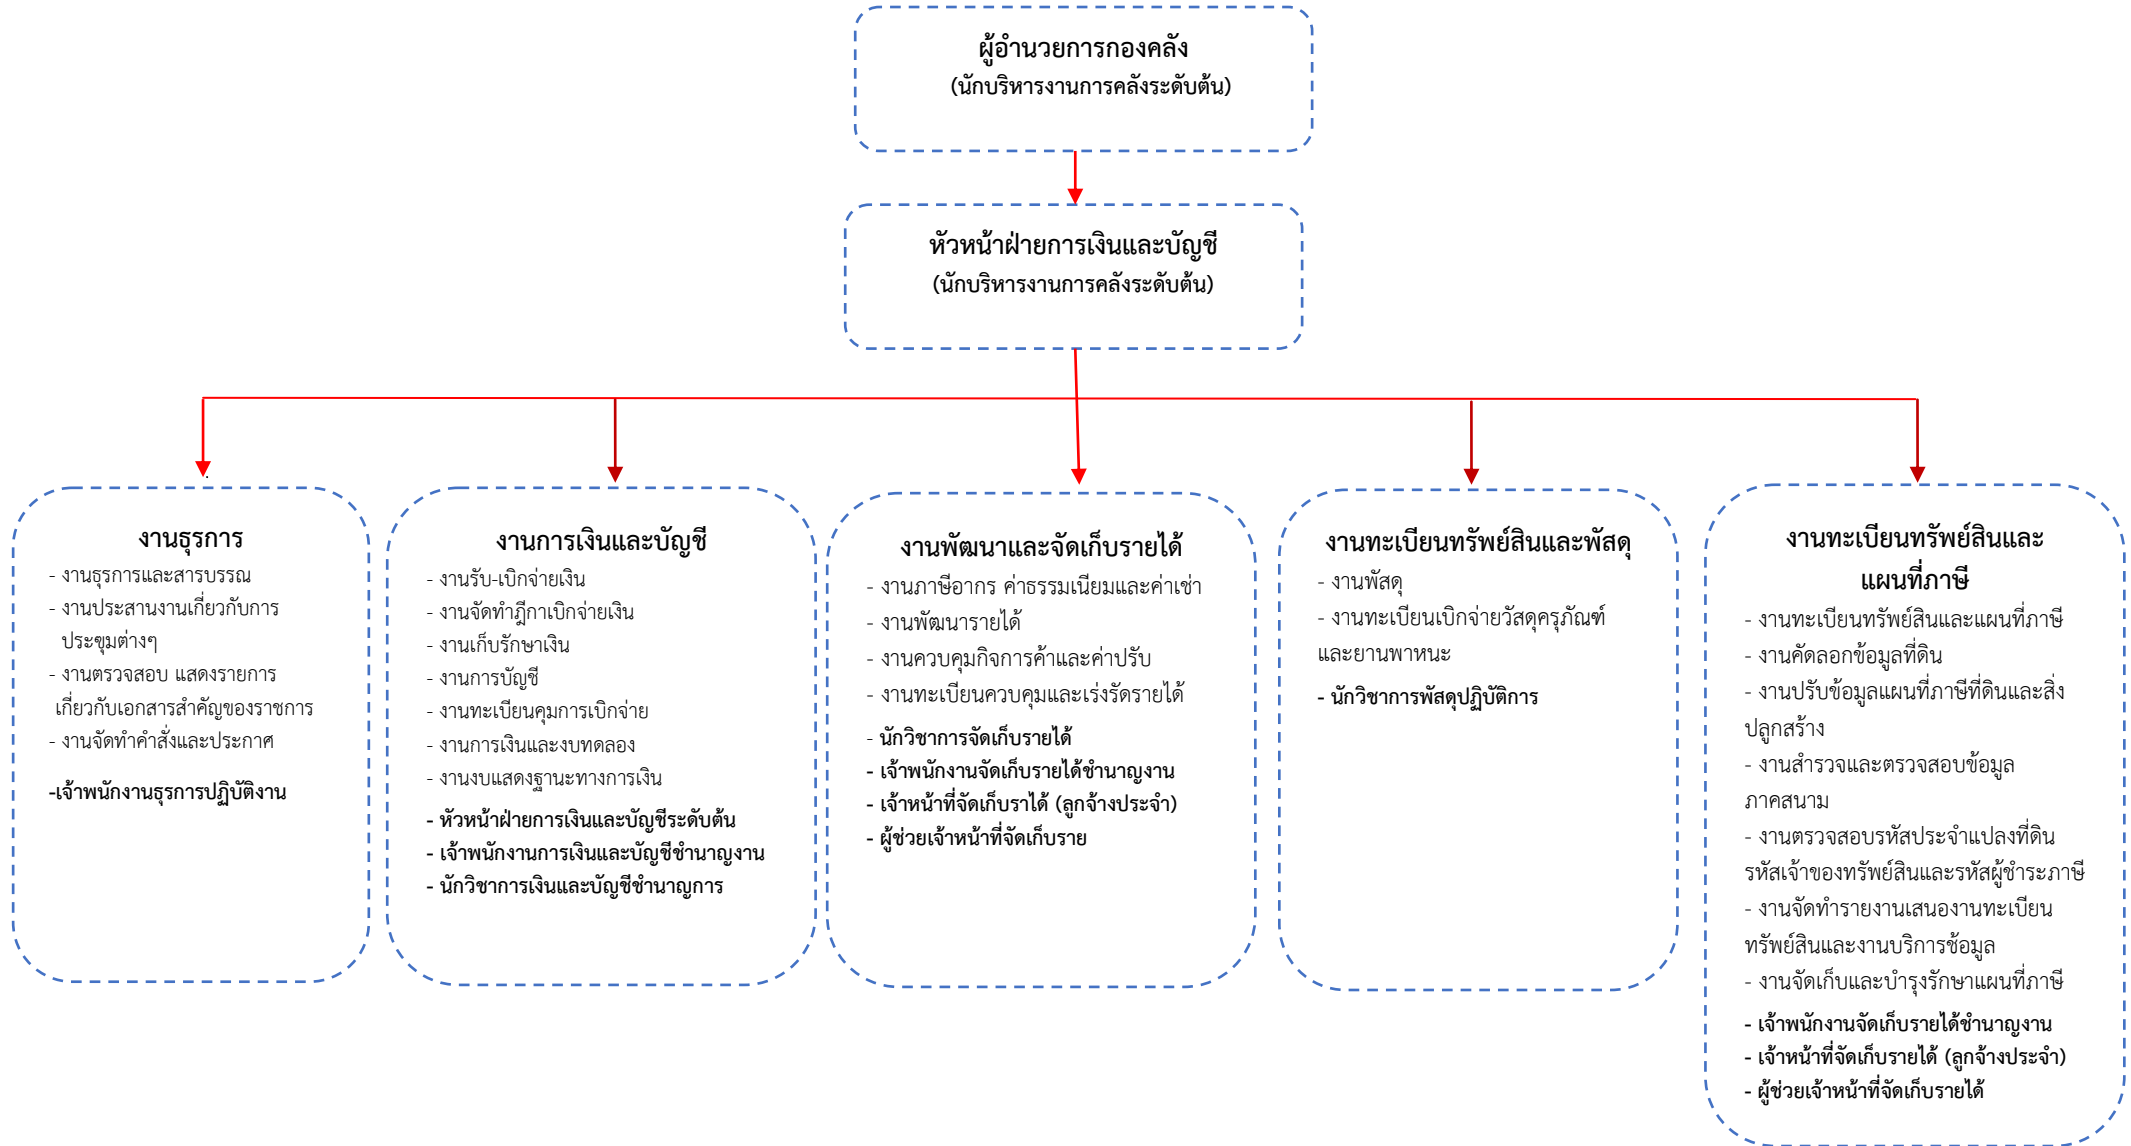 ผู้อำนวยการกองคลัง
(นักบริหารงานการคลังระดับต้น)
หัวหน้าฝ่ายการเงินและบัญชี
(นักบริหารงานการคลังระดับต้น)
งานธุรการ
- งานธุรการและสารบรรณ
- งานประสานงานเกี่ยวกับการ
ประขุมต่างๆ
- งานตรวจสอบ แสดงรายการ
เกี่ยวกับเอกสารสำคัญของราชการ
- งานจัดทำคำสั่งและประกาศ
-เจ้าพนักงานธุรการปฏิบัติงาน
งานการเงินและบัญชี
- งานรับ-เบิกจ่ายเงิน
- งานจัดทำฎีกาเบิกจ่ายเงิน
- งานเก็บรักษาเงิน
- งานการบัญชี
- งานทะเบียนคุมการเบิกจ่าย
- งานการเงินและงบทดลอง
- งานงบแสดงฐานะทางการเงิน
- หัวหน้าฝ่ายการเงินและบัญชีระดับต้น
- เจ้าพนักงานการเงินและบัญชีชำนาญงาน
- นักวิชาการเงินและบัญชีชำนาญการ
งานพัฒนาและจัดเก็บรายได้
- งานภาษีอากร ค่าธรรมเนียมและค่าเช่า
- งานพัฒนารายได้
- งานควบคุมกิจการค้าและค่าปรับ
- งานทะเบียนควบคุมและเร่งรัดรายได้
- นักวิชาการจัดเก็บรายได้
- เจ้าพนักงานจัดเก็บรายได้ชำนาญงาน
- เจ้าหน้าที่จัดเก็บราได้ (ลูกจ้างประจำ)
- ผู้ช่วยเจ้าหน้าที่จัดเก็บราย
งานทะเบียนทรัพย์สินและพัสดุ
- งานพัสดุ
- งานทะเบียนเบิกจ่ายวัสดุครุภัณฑ์
และยานพาหนะ
- นักวิชาการพัสดุปฏิบัติการ
งานทะเบียนทรัพย์สินและ
แผนที่ภาษี
- งานทะเบียนทรัพย์สินและแผนที่ภาษี
- งานคัดลอกข้อมูลที่ดิน
- งานปรับข้อมูลแผนที่ภาษีที่ดินและสิ่ง
ปลูกสร้าง
- งานสำรวจและตรวจสอบข้อมูล
ภาคสนาม
- งานตรวจสอบรหัสประจำแปลงที่ดิน
รหัสเจ้าของทรัพย์สินและรหัสผู้ชำระภาษี
- งานจัดทำรายงานเสนองานทะเบียน
ทรัพย์สินและงานบริการช้อมูล
- งานจัดเก็บและบำรุงรักษาแผนที่ภาษี
- เจ้าพนักงานจัดเก็บรายได้ชำนาญงาน
- เจ้าหน้าที่จัดเก็บรายได้ (ลูกจ้างประจำ)
- ผู้ช่วยเจ้าหน้าที่จัดเก็บรายได้